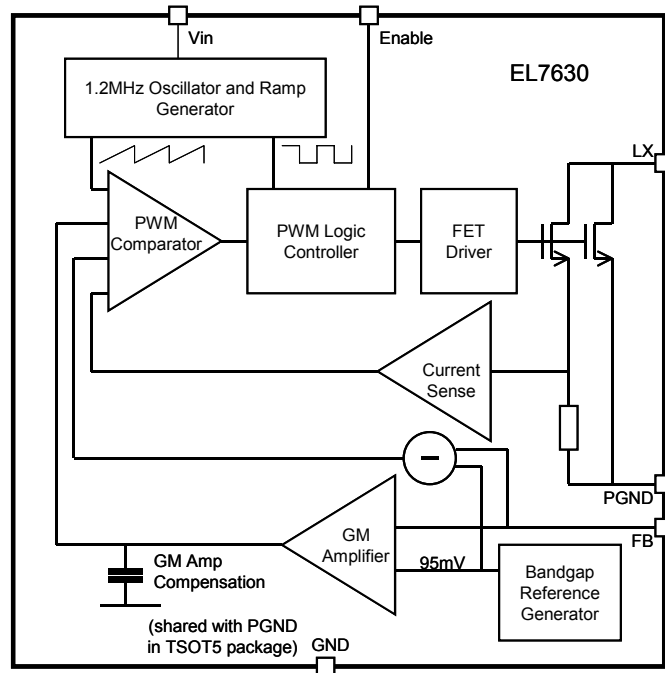 Vin
Enable
EL7630
1.2MHz Oscillator and Ramp
Generator
LX
PWM
Comparator
PWM Logic
Controller
FET
Driver
Current
Sense
–
PGND
FB
GM
Amplifier
95mV
Bandgap
Reference
Generator
GM Amp
Compensation
(shared with PGND
in TSOT5 package)
GND